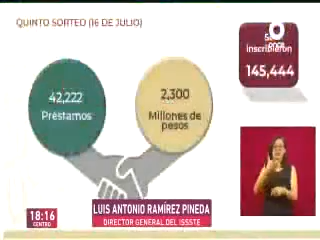 QUINTO SORTEO (16 DE JULIO)
inscribieron
145,444
42,222
Préstamos
2,300
Millones de
pesos
18:16
CENTRO
LUIS ANTONIO RAMÍREZ PINEDA
DIRECTOR GENERAL DEL ISSSTE